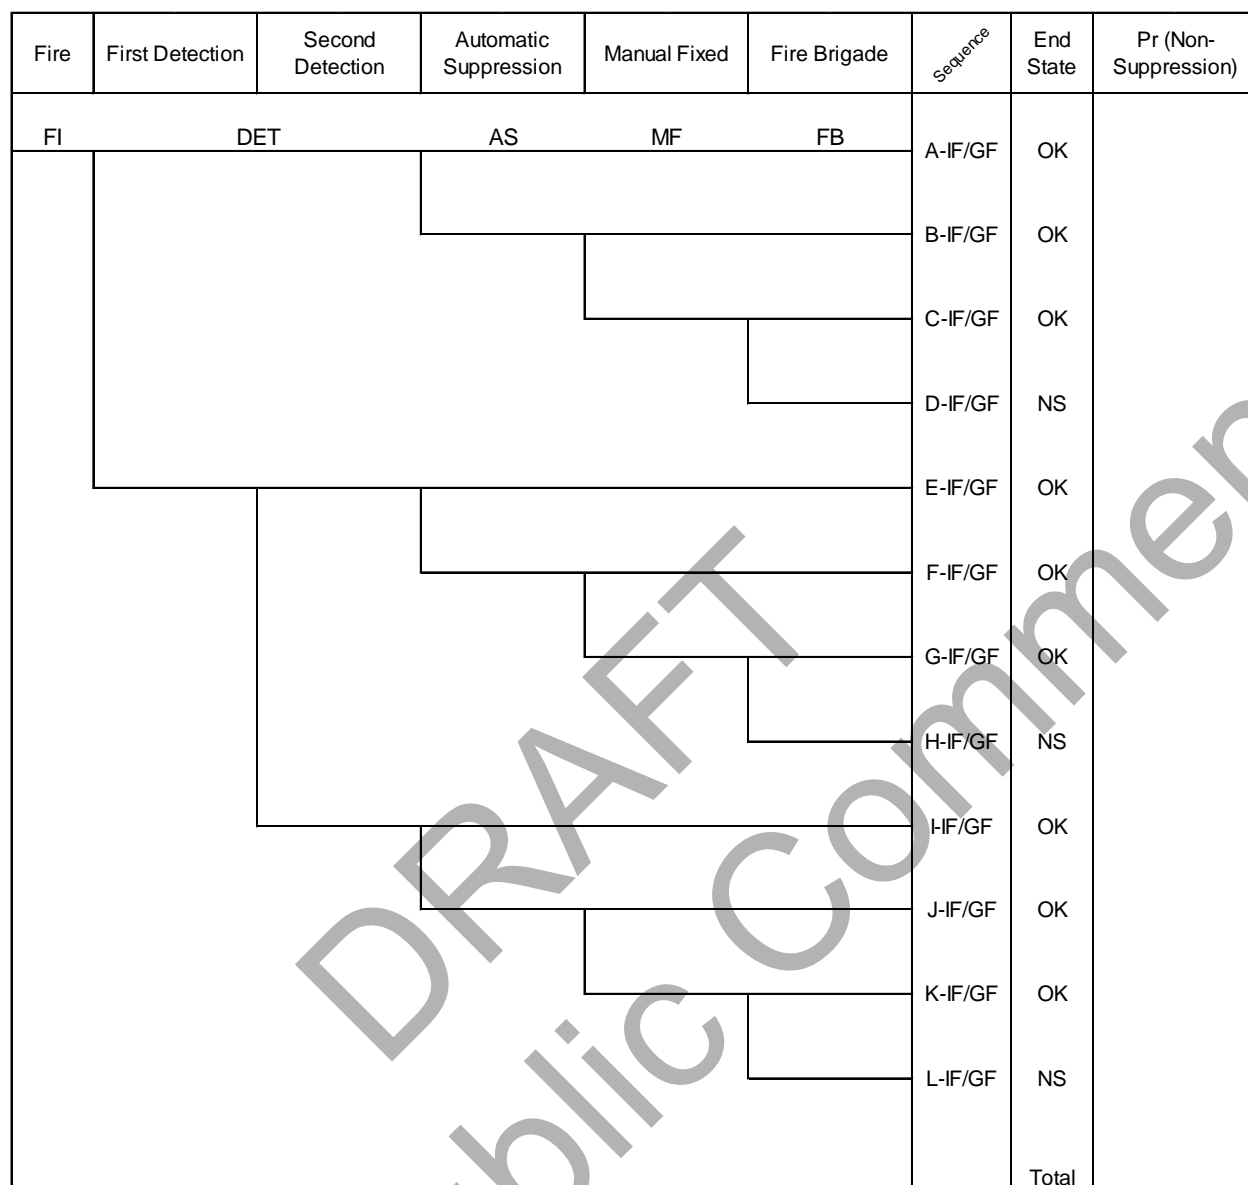 Fire
First Detection
Second
Detection
Automatic
Suppression
Manual Fixed
Fire Brigade
Sequence
End
State
Pr (Non-
Suppression)
FI DET AS MF FB
A-IF/GF OK
B-IF/GF OK
C-IF/GF OK
D-IF/GF NS
E-IF/GF OK
F-IF/GF OK
G-IF/GF OK
H-IF/GF NS
I-IF/GF OK
J-IF/GF OK
K-IF/GF OK
L-IF/GF NS
Total
DRAFT